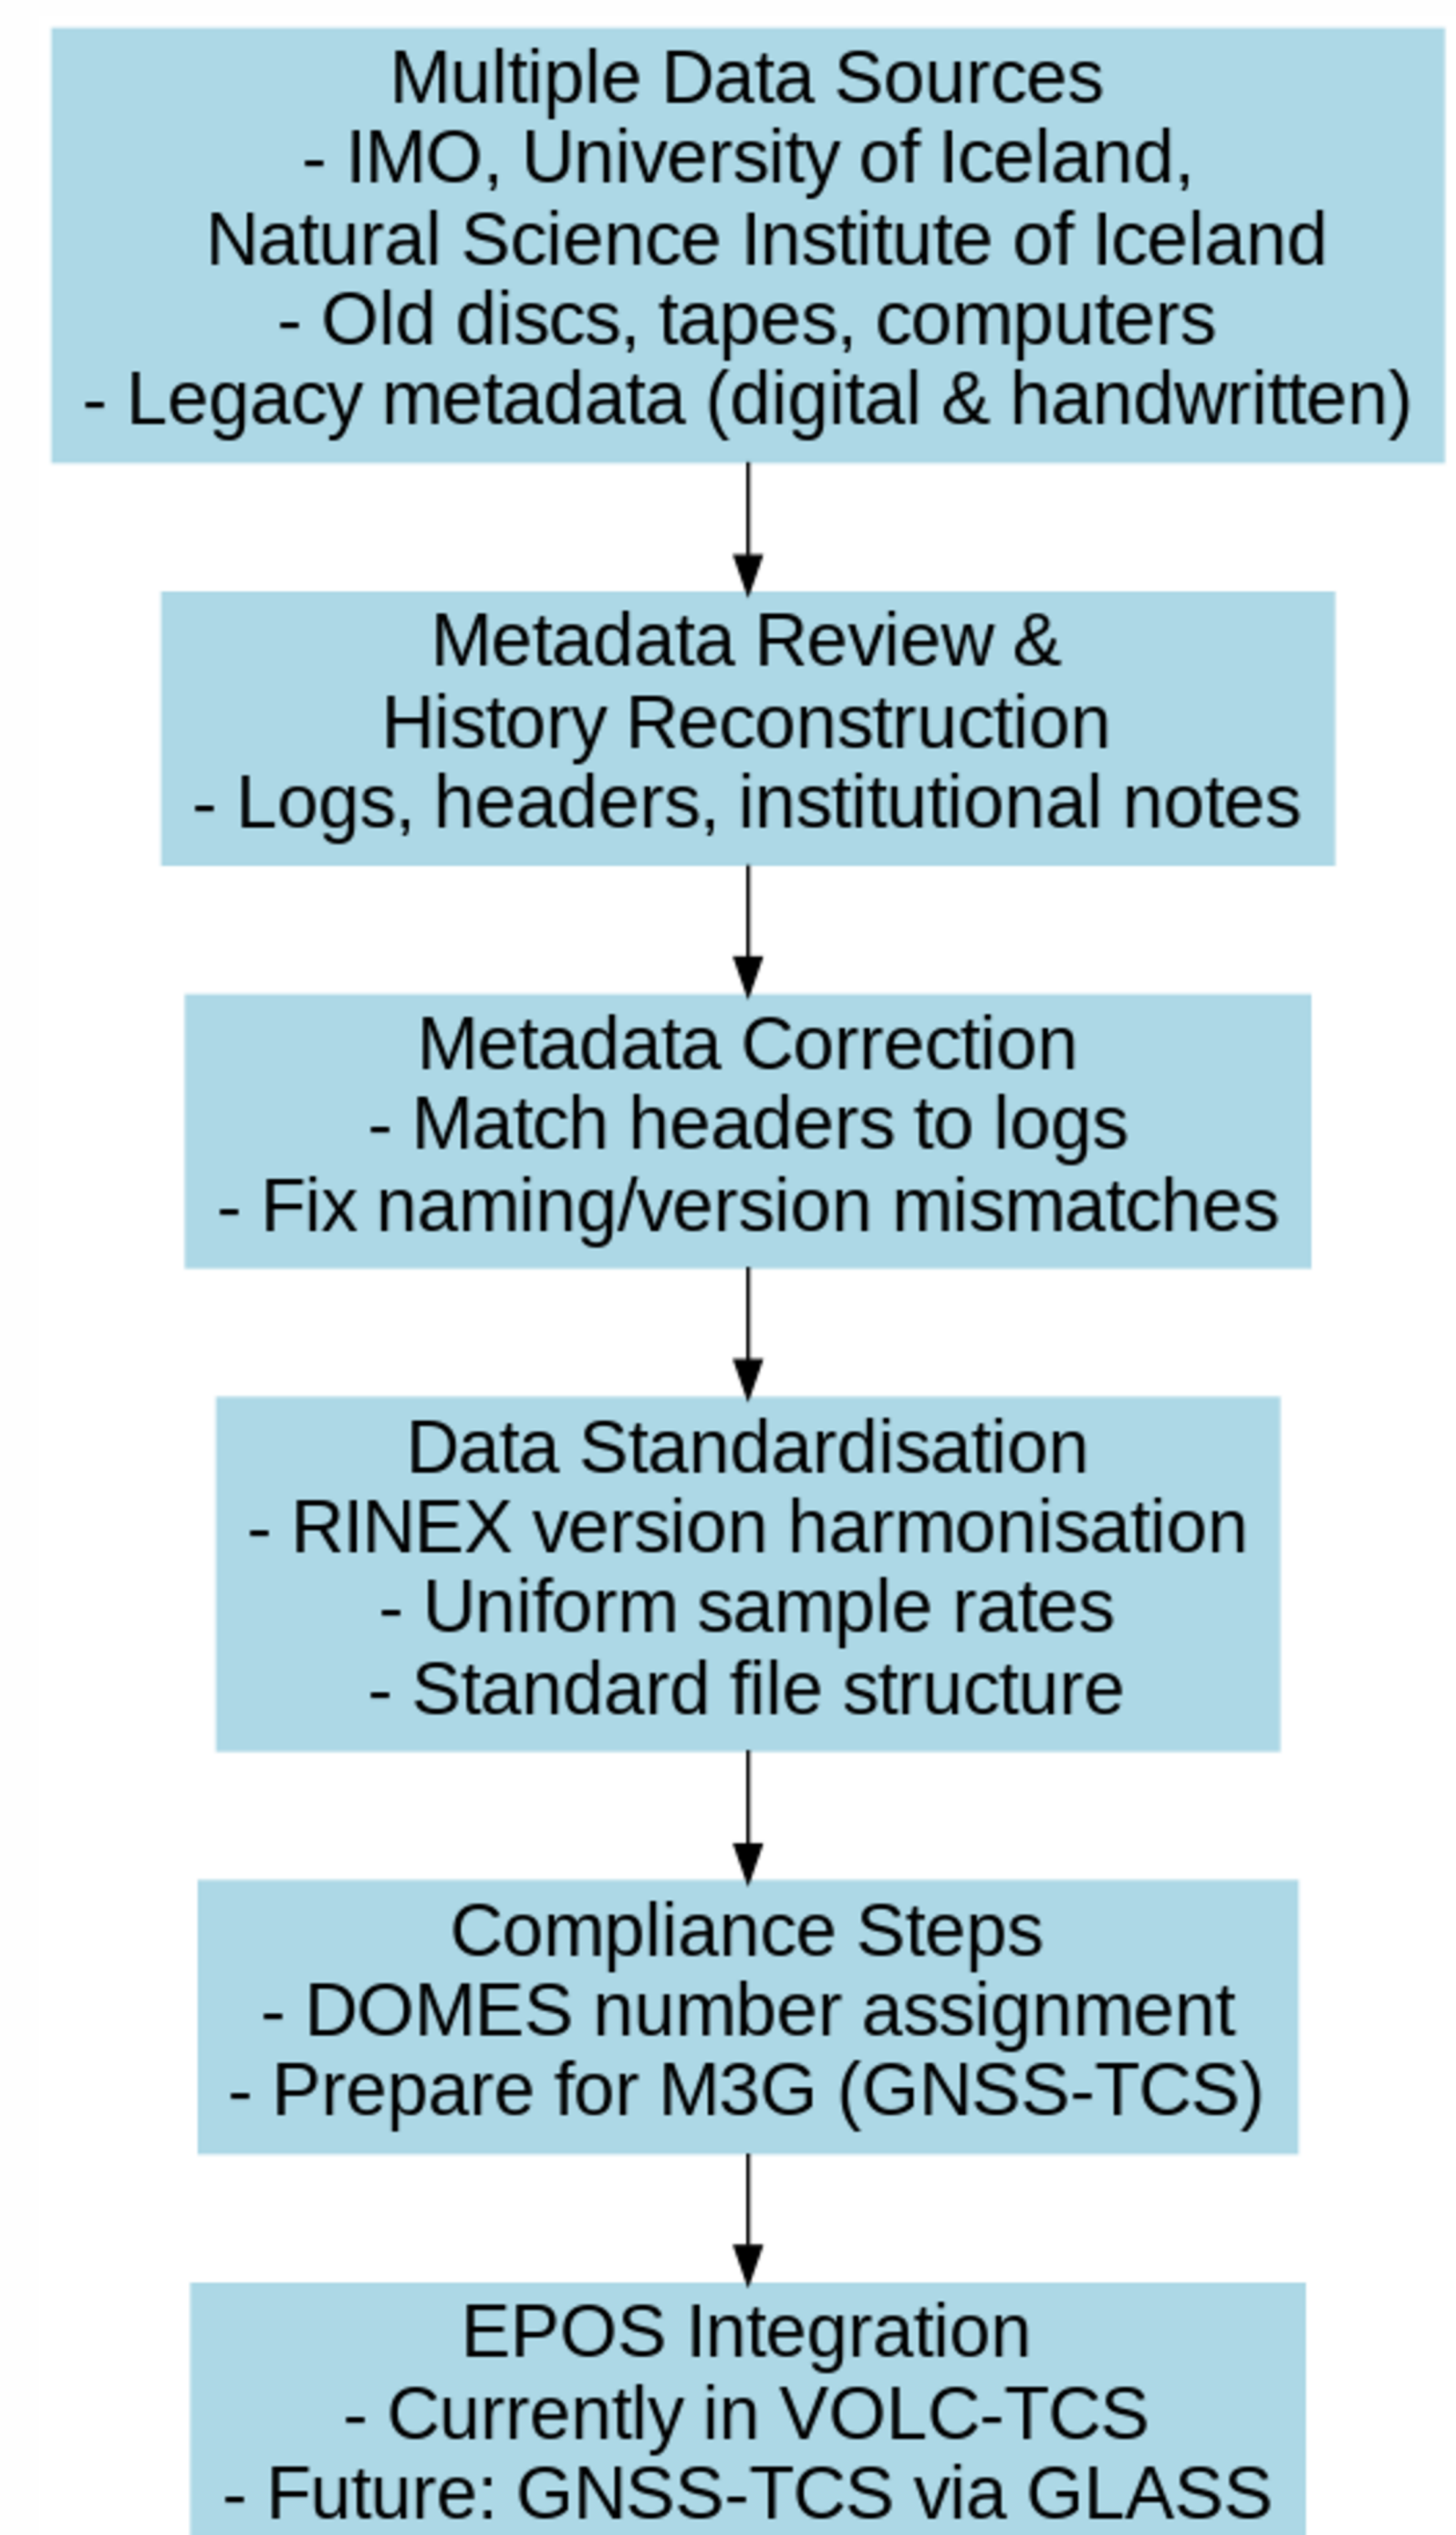 Multiple Data Sources
- IMO, University of Iceland,
Natural Science Institute of Iceland
- Old discs, tapes, computers
- Legacy metadata (digital & handwritten)
Metadata Review &
History Reconstruction
- Logs, headers, institutional notes
Metadata Correction
- Match headers to logs
- Fix naming/version mismatches
Data Standardisation
- RINEX version harmonisation
- Uniform sample rates
- Standard file structure
Compliance Steps
- DOMES number assignment
- Prepare for M3G (GNSS-TCS)
EPOS Integration
- Currently in VOLC-TCS
- Future: GNSS-TCS via GLASS